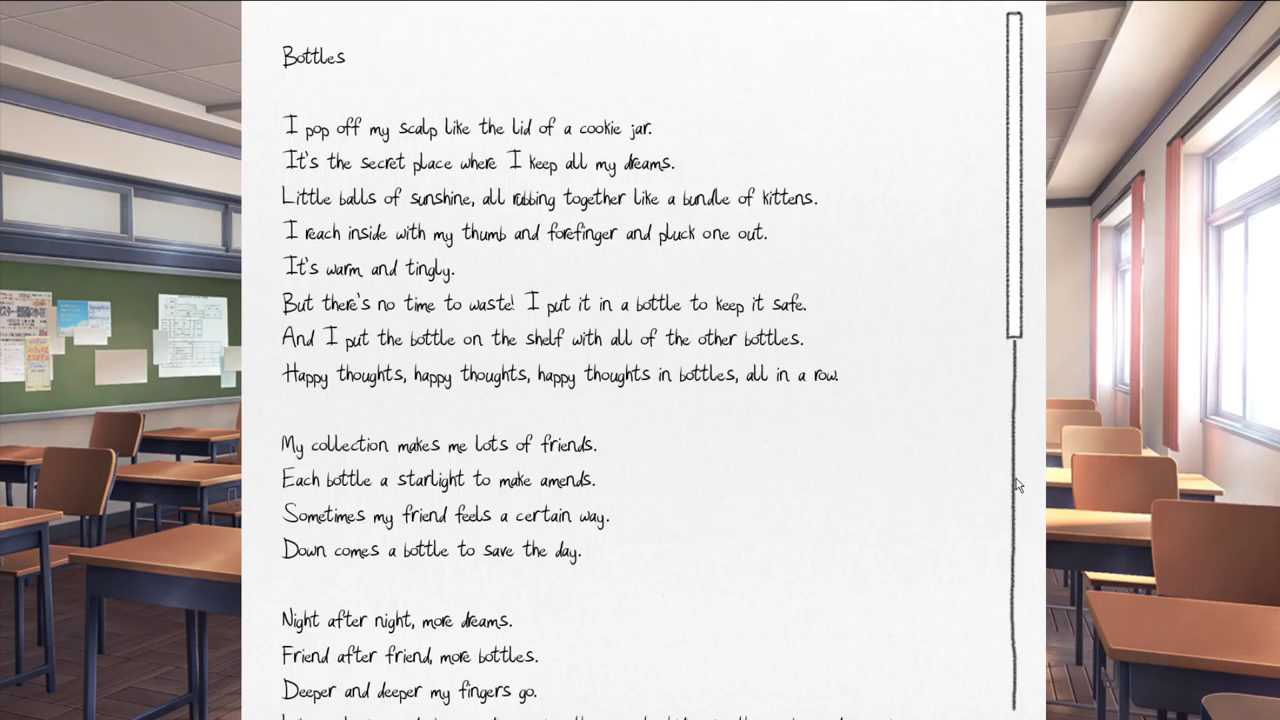 Bottles
I pop off my scalp like the lid of a cookie jar.
It's the secret place where I keep all my dreams.
Little balls of sunshine, all rubbing together like a bundle of kittens.
I reach inside with my thumb and forefinger and pluck one out.
It's warm and tingly.
But there's no time to waste! I put it in a bottle to keep it safe.
And I put the bottle on the shelf with all of the other bottles.
Happy thoughts, happy thoughts, happy thoughts in bottles, all in a row.
My collection makes me lots of friends.
Each bottle a starlight to make amends.
Sometimes my friend feels a certain way.
Down comes a bottle to save the day.
Night after night, more dreams.
Friend after friend, more bottles.
Deeper and deeper my fingers go.